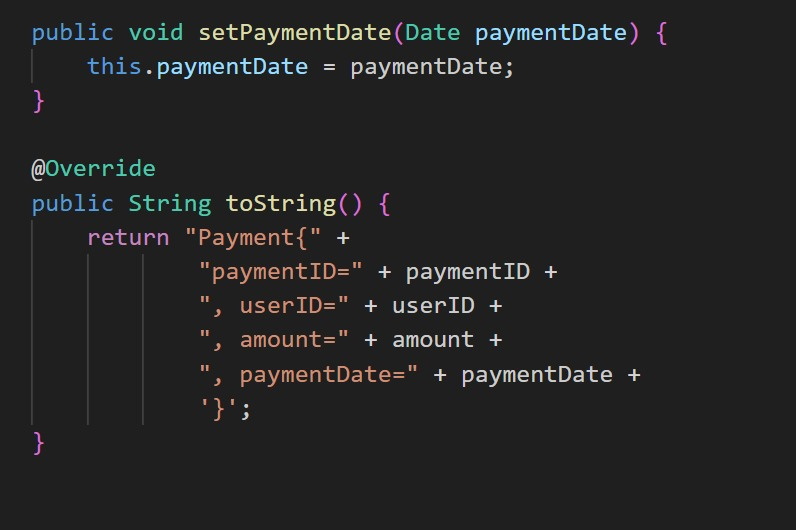 public void setPaymentDate(Date paymentDate) {
    this.paymentDate = paymentDate;
}

@Override
public String toString() {
    return "Payment{" +
            "paymentID=" + paymentID +
            ", userID=" + userID +
            ", amount=" + amount +
            ", paymentDate=" + paymentDate +
            '}';
}